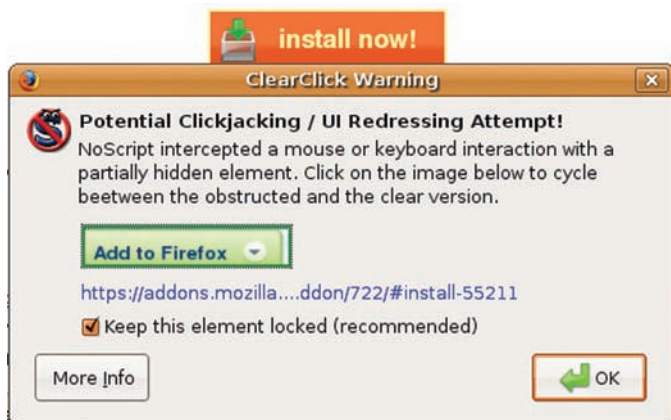 install now!
ClearClick Warning
Potential Clickjacking / UI Redressing Attempt!
NoScript intercepted a mouse or keyboard interaction with a
partially hidden element. Click on the image below to cycle
beetween the obstructed and the clear version.
Add to Firefox
https://addons.mozilla....ddon/722/#install-55211
Keep this element locked (recommended)
More Info
OK